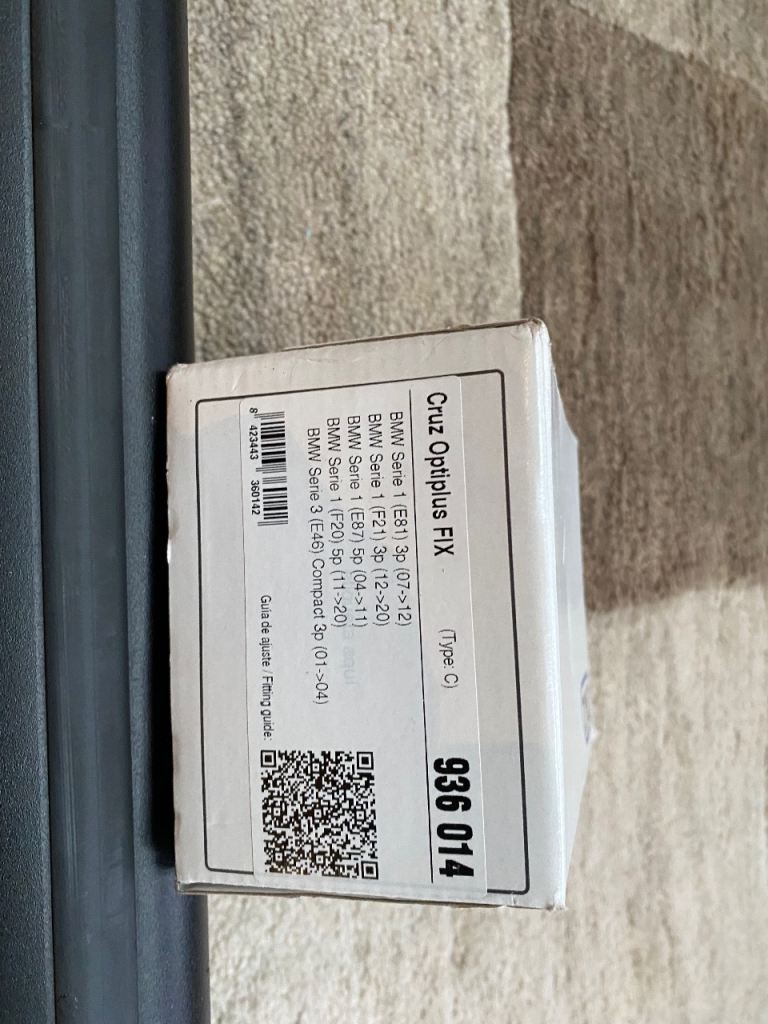 Cruz Optiplus FIX (Type: C) 936 014
BMW Serie 1 (E81) 3p (07->12)
BMW Serie 1 (F21) 3p (12->20)
BMW Serie 1 (E87) 5p (04->11)
BMW Serie 1 (F20) 5p (11->20)
BMW Serie 3 (E46) Compact 3p (01->04)
aquí
8 423443 360142
Guía de ajuste / Fitting guide: